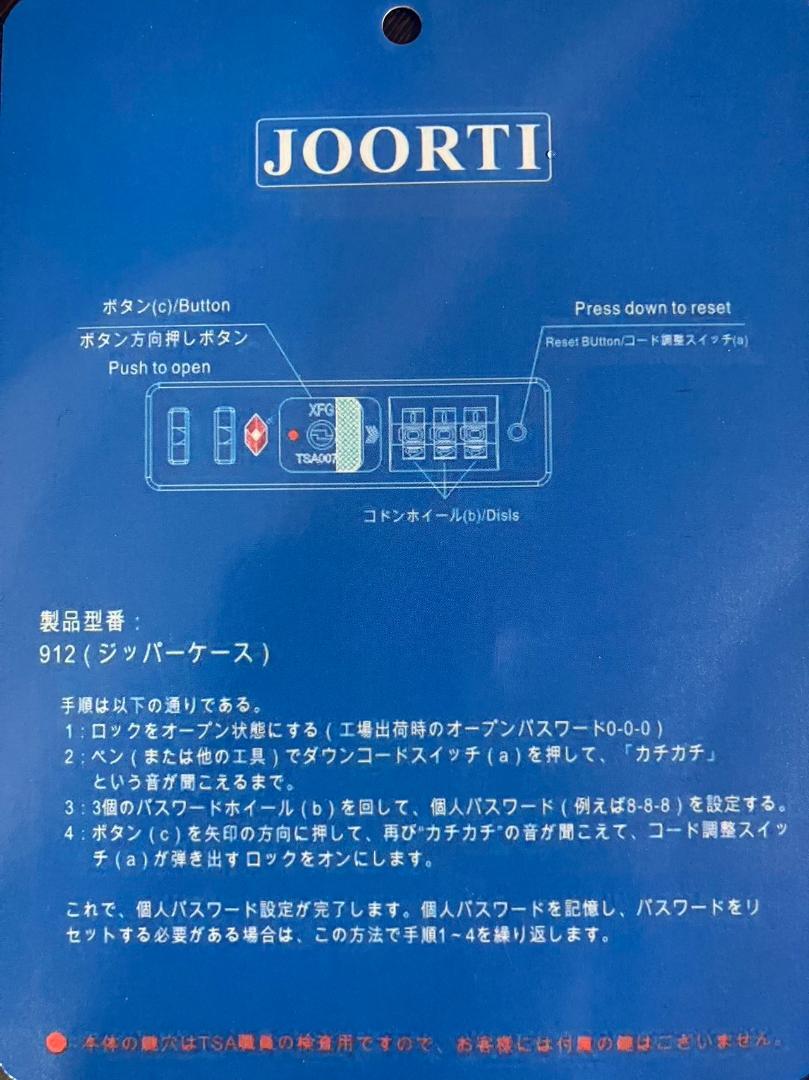 JOORTI
ボタン(c)/Button
ボタン方向押しボタン
Push to open
Press down to reset
Reset BUtton/コード調整スイッチ(a)
XFG
TSA007
コドンホイール(b)/Disls
製品型番：
912(ジッパーケース)
手順は以下の通りである。
1:ロックをオープン状態にする(工場出荷時のオープンパスワード0-0-0)
2:ペン(または他の工具)でダウンコードスイッチ(a)を押して、「カチカチ」
という音が聞こえるまで。
3:3個のパスワードホイール(b)を回して、個人パスワード(例えば8-8-8)を設定する。
4:ボタン(c)を矢印の方向に押して、再び"カチカチ"の音が聞こえて、コード調整スイッ
チ(a)が弾き出すロックをオンにします。
これで、個人パスワード設定が完了します。個人パスワードを記憶し、パスワードをリ
セットする必要がある場合は、この方法で手順1~4を繰り返します。
:本体の鍵穴はTSA職員の検査用ですので、お客様には付属の鍵はございません。